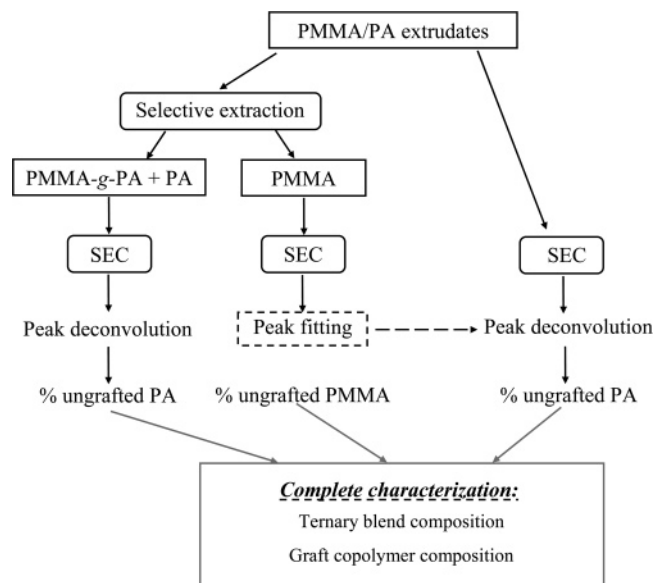 PMMA/PA extrudates
Selective extraction
PMMA-g-PA + PA
PMMA
SEC
SEC
SEC
Peak deconvolution
Peak fitting
Peak deconvolution
% ungrafted PA
% ungrafted PMMA
% ungrafted PA
Complete characterization:
Ternary blend composition
Graft copolymer composition